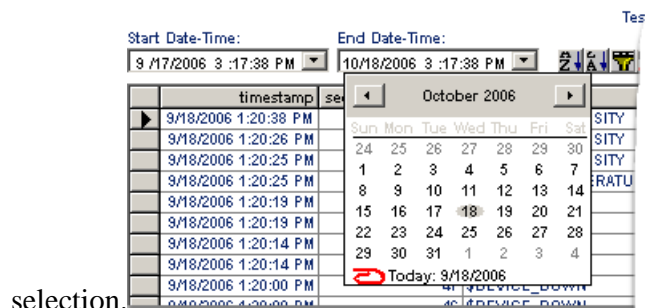 Tes
Start Date-Time: End Date-Time:
9 /17/2006 3 :17:38 PM 10/18/2006 3 :17:38 PM
timestamp
October 2006
9/18/2006 1:20:38 PM SITY
Sun Mon Tue Wed Thu Fri Sat
9/18/2006 1:20:26 PM SITY
24 25 26 27 28 29 30
9/18/2006 1:20:25 PM
1 2 3 4 5 6 7
9/18/2006 1:20:25 PM ERATU
8 9 10 11 12 13 14
9/18/2006 1:20:19 PM
15 16 17 18 19 20 21
9/18/2006 1:20:19 PM
22 23 24 25 26 27 28
9/18/2006 1:20:14 PM
29 30 31 1 2 3 4
9/18/2006 1:20:14 PM
Today: 9/18/2006
9/18/2006 1:20:00 PM $DEVICE_DOWN
selection.